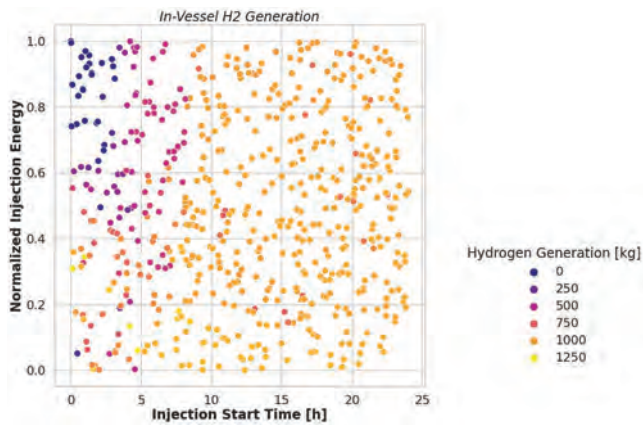 In-Vessel H2 Generation
1.0
0.8
0.6
0.4
0.2
0.0
Normalized Injection Energy
0 5 10 15 20 25
Injection Start Time [h]
Hydrogen Generation [kg]
0
250
500
750
1000
1250